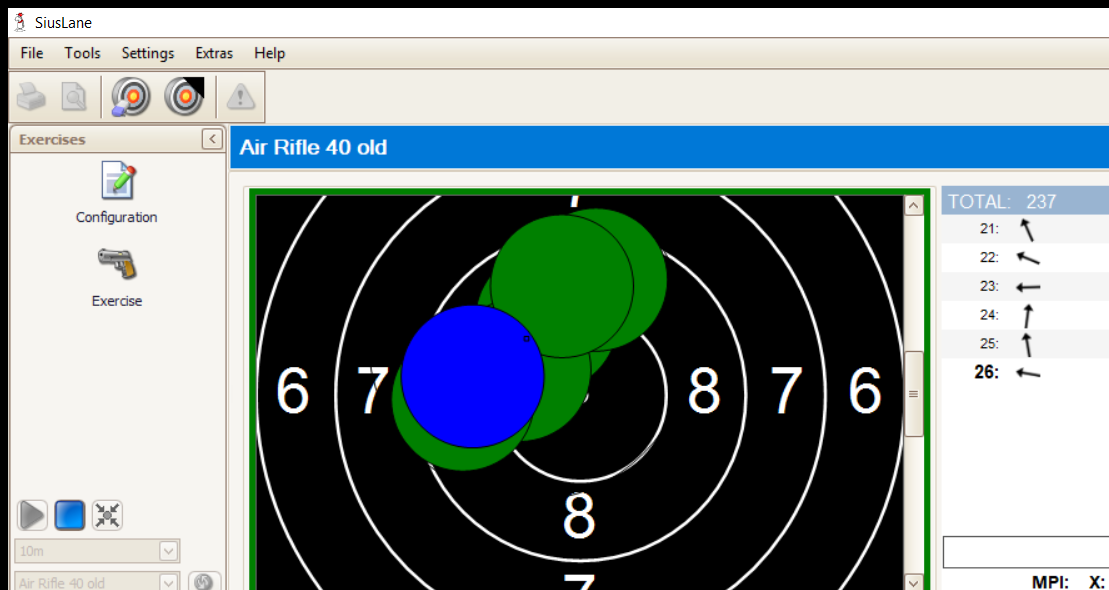 SiusLane
File Tools Settings Extras Help
Exercises
Air Rifle 40 old
Configuration
Exercise
10m
Air Rifle 40 old
7
6 7 8 7 6
8
7
TOTAL: 237
21:
22:
23:
24:
25:
26:
MPI: X: